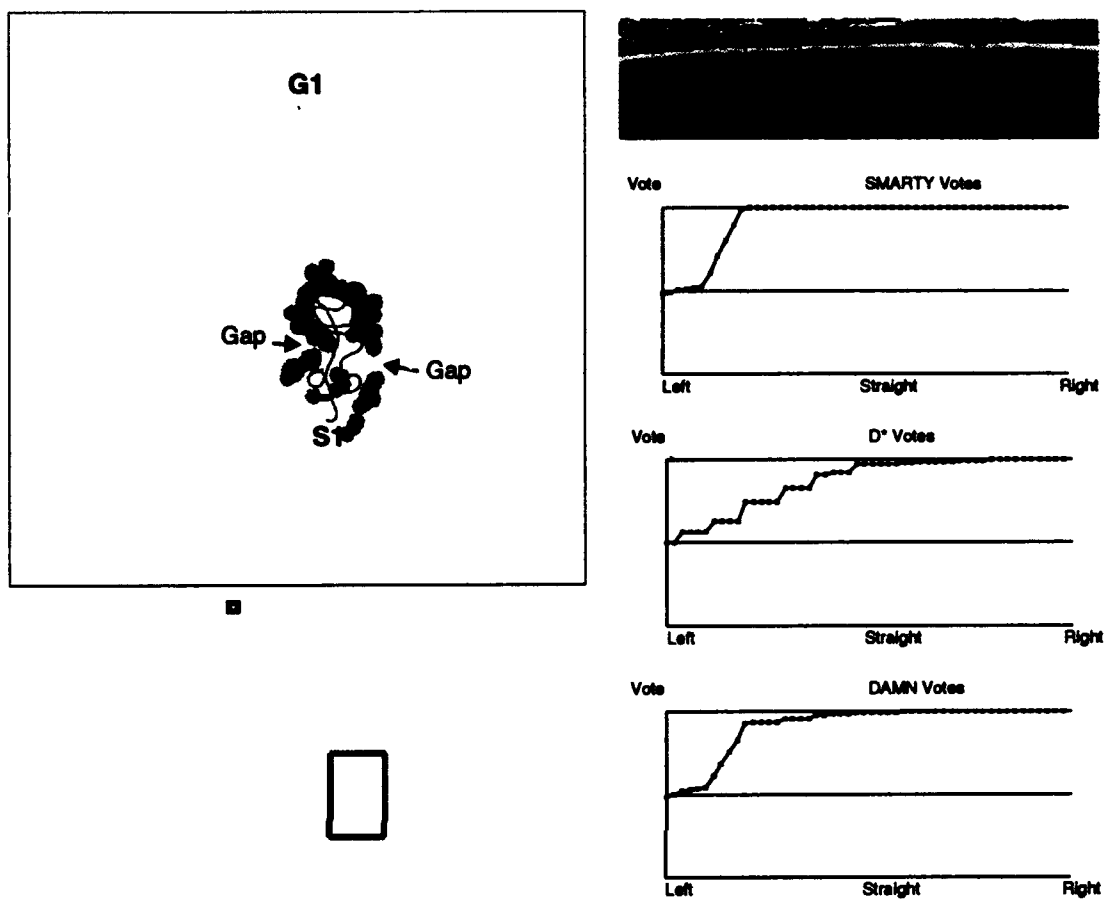 G1
Gap
Gap
S1
Vote SMARTY Votes
Left Straight Right
Vote D* Votes
Left Straight Right
Vote DAMN Votes
Left Straight Right